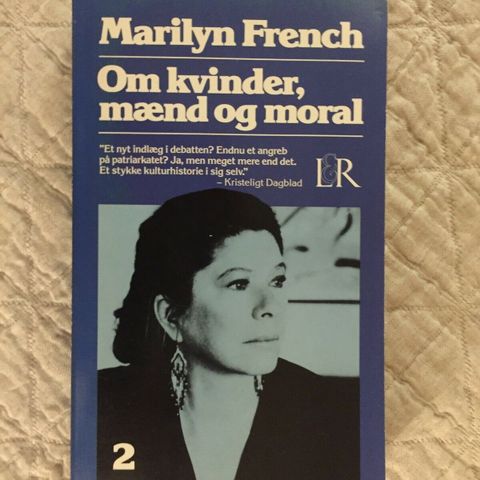 Marilyn French
Om kvinder,
mænd og moral
"Et nyt indlæg i debatten? Endnu et angreb
på patriarkatet? Ja, men meget mere end det.
Et stykke kulturhistorie i sig selv."
– Kristeligt Dagblad
L&R
2